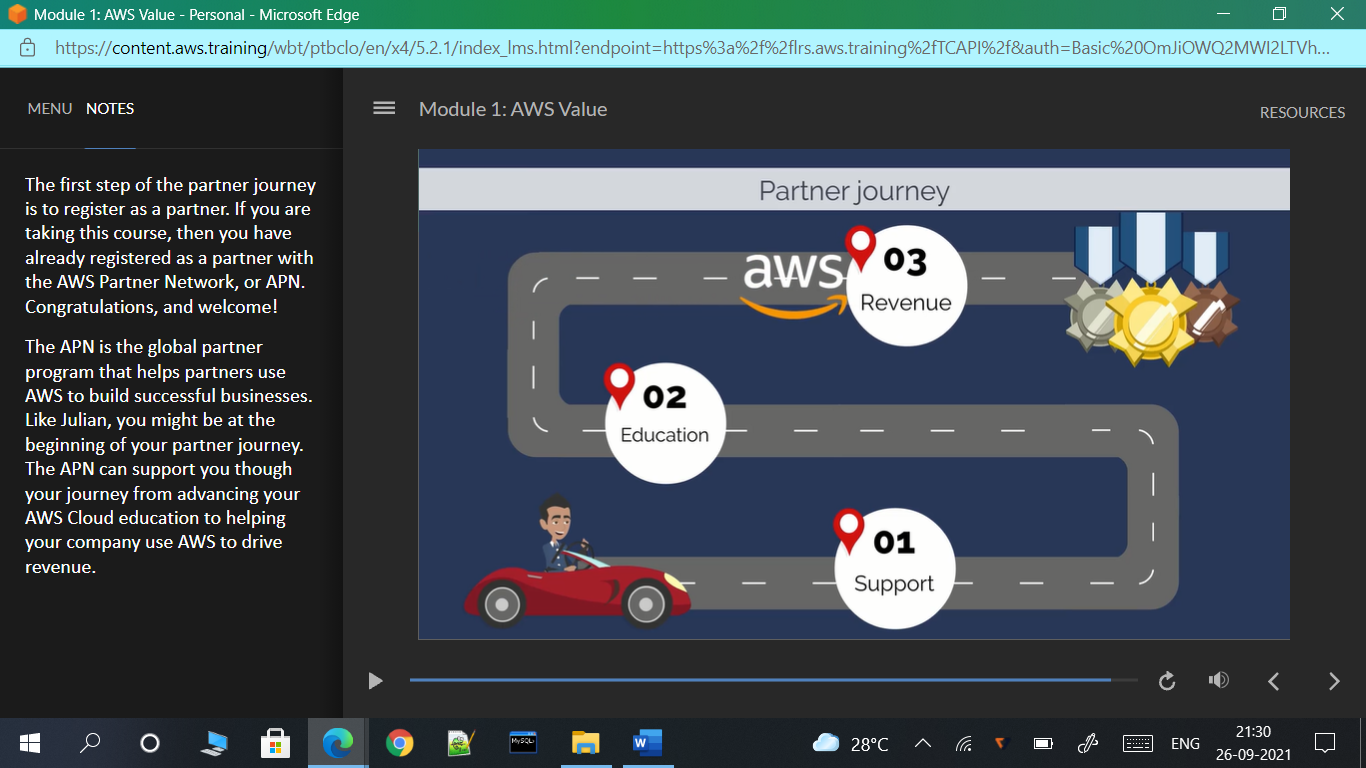 Module 1: AWS Value - Personal - Microsoft Edge
https://content.aws.training/wbt/ptbclo/en/x4/5.2.1/index_lms.html?endpoint=https%3a%2f%2flrs.aws.training%2fTCAPI%2f&auth=Basic%20OmJiOWQ2MWI2LTVh...
MENU NOTES
Module 1: AWS Value
RESOURCES
The first step of the partner journey
is to register as a partner. If you are
taking this course, then you have
already registered as a partner with
the AWS Partner Network, or APN.
Congratulations, and welcome!
The APN is the global partner
program that helps partners use
AWS to build successful businesses.
Like Julian, you might be at the
beginning of your partner journey.
The APN can support you though
your journey from advancing your
AWS Cloud education to helping
your company use AWS to drive
revenue.
Partner journey
aws
03
Revenue
02
Education
01
Support
MySQL
W
28°C
ENG
21:30
26-09-2021